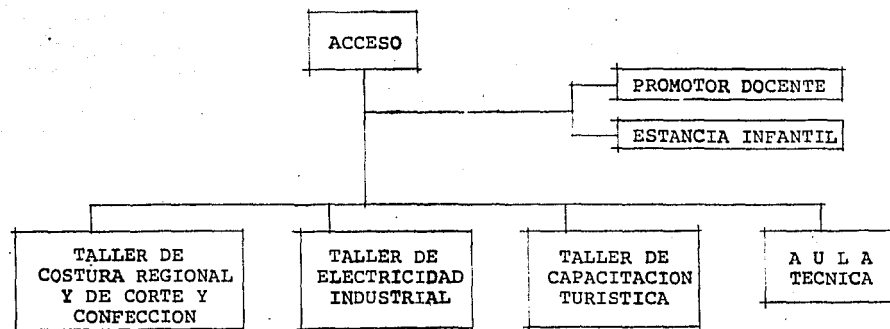 ACCESO
PROMOTOR DOCENTE
ESTANCIA INFANTIL
TALLER DE
COSTURA REGIONAL
Y DE CORTE Y
CONFECCION
TALLER DE
ELECTRICIDAD
INDUSTRIAL
TALLER DE
CAPACITACION
TURISTICA
A U L A
TECNICA